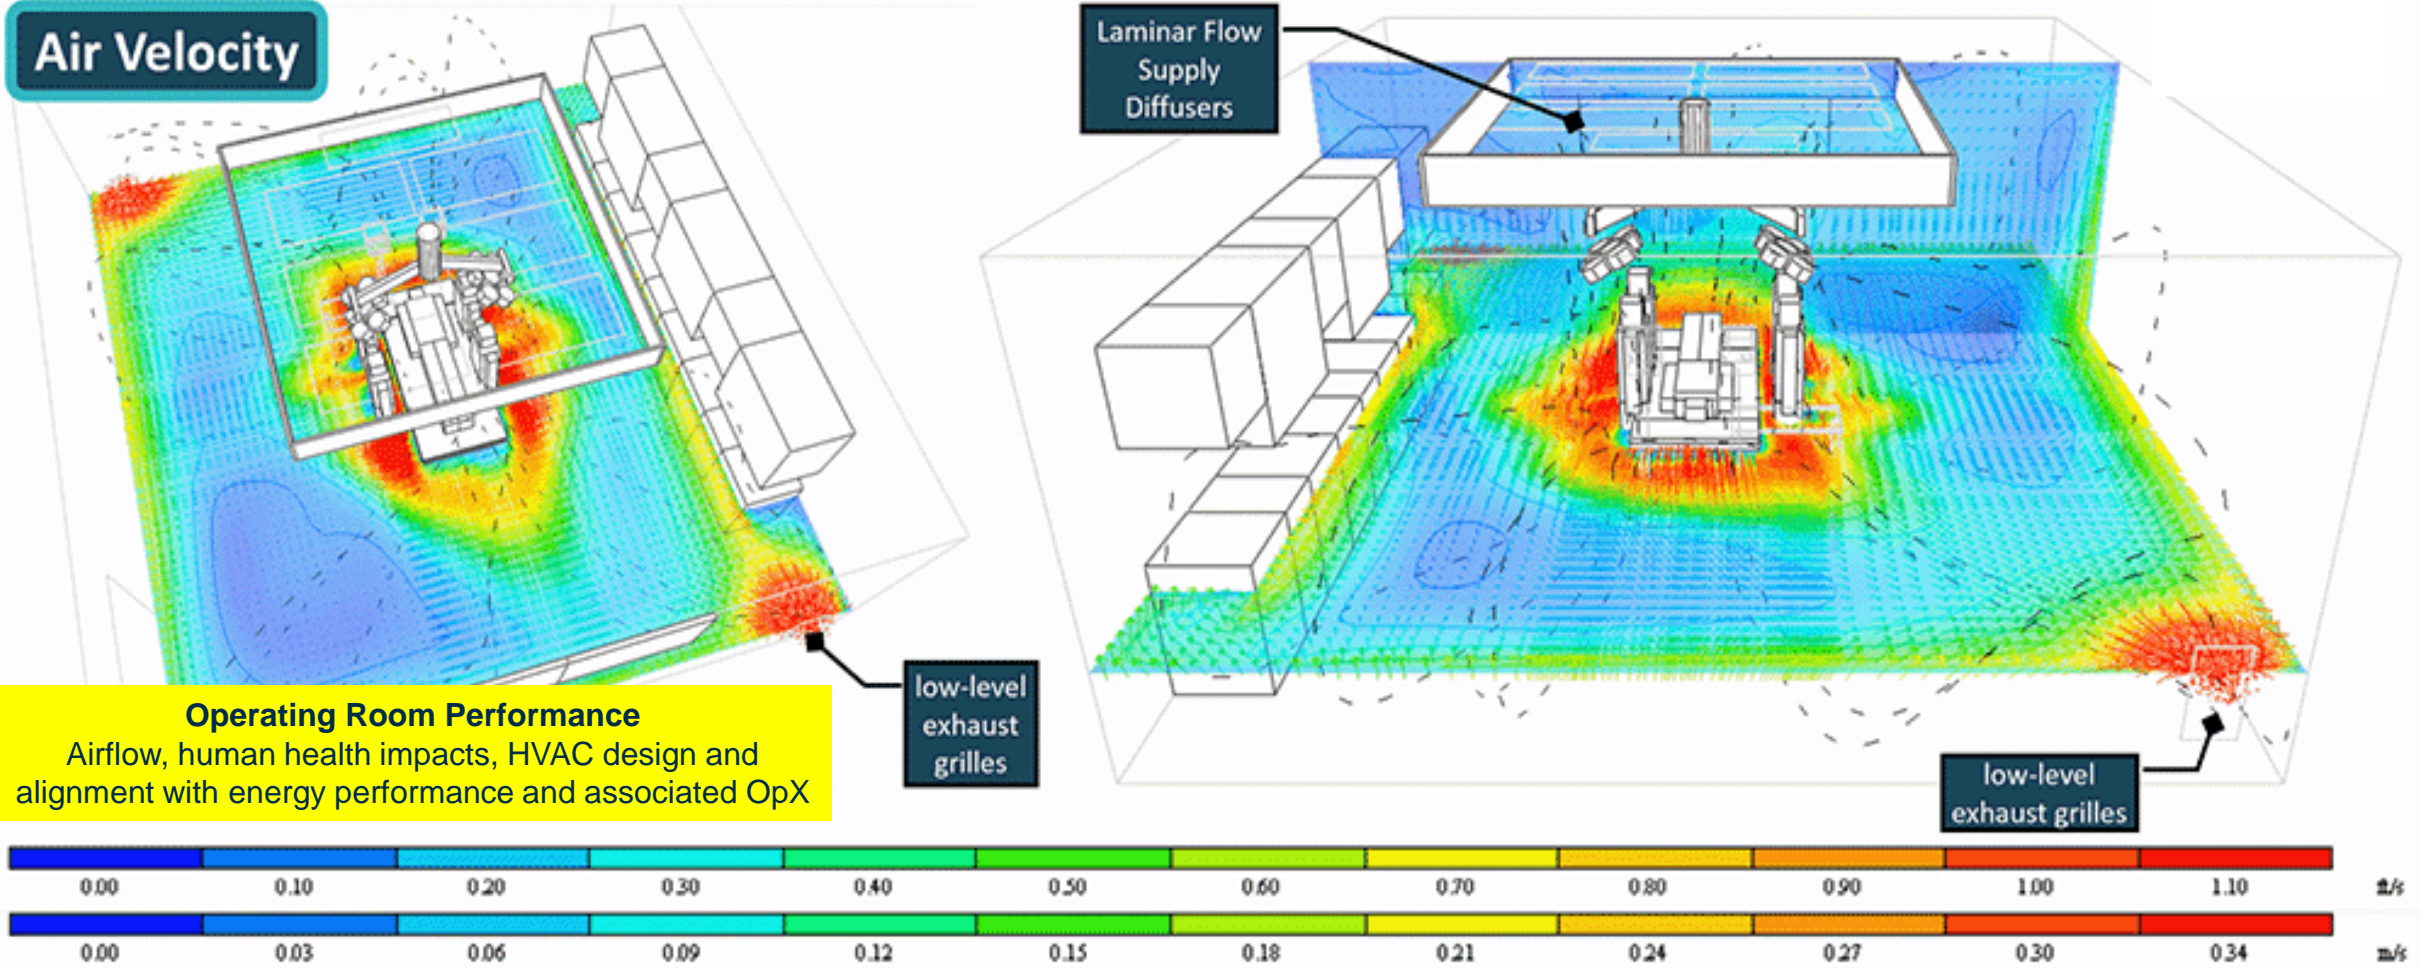 Air Velocity
Laminar Flow
Supply
Diffusers
low-level
exhaust
grilles
low-level
exhaust grilles
Operating Room Performance
Airflow, human health impacts, HVAC design and
alignment with energy performance and associated OpX
0.00 0.10 0.20 0.30 0.40 0.50 0.60 0.70 0.80 0.90 1.00 1.10 ft/s
0.00 0.03 0.06 0.09 0.12 0.15 0.18 0.21 0.24 0.27 0.30 0.34 m/s